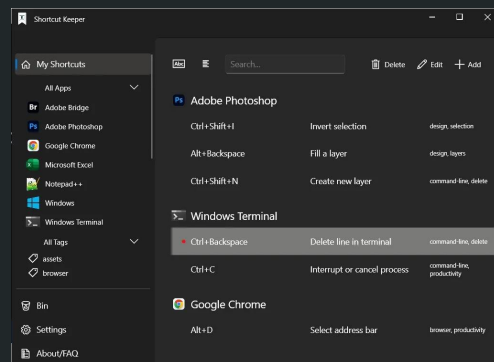 Shortcut Keeper
My Shortcuts
All Apps
Br Adobe Bridge
Ps Adobe Photoshop
Google Chrome
Microsoft Excel
Notepad++
Windows
Windows Terminal
All Tags
assets
browser
Bin
Settings
About/FAQ
Abc
Search...
Delete
Edit
Add
Ps Adobe Photoshop
Ctrl+Shift+I Invert selection design, selection
Alt+Backspace Fill a layer design, layers
Ctrl+Shift+N Create new layer command-line, delete
Windows Terminal
Ctrl+Backspace Delete line in terminal command-line, delete
Ctrl+C Interrupt or cancel process command-line,
productivity
Google Chrome
Alt+D Select address bar browser, productivity